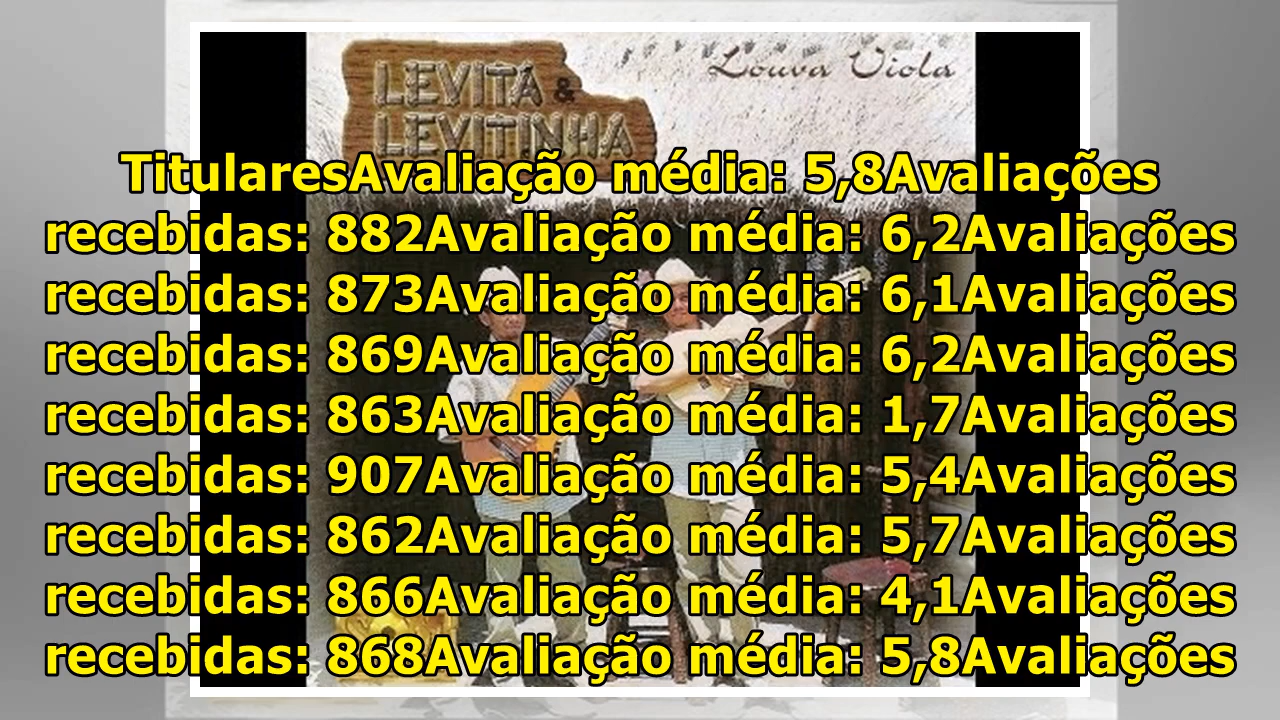 Louva Viola
LEVITA &
LEVITINHA
TitularesAvaliação média: 5,8Avaliações
recebidas: 882Avaliação média: 6,2Avaliações
recebidas: 873Avaliação média: 6,1Avaliações
recebidas: 869Avaliação média: 6,2Avaliações
recebidas: 863Avaliação média: 1,7Avaliações
recebidas: 907Avaliação média: 5,4Avaliações
recebidas: 862Avaliação média: 5,7Avaliações
recebidas: 866Avaliação média: 4,1Avaliações
recebidas: 868Avaliação média: 5,8Avaliações